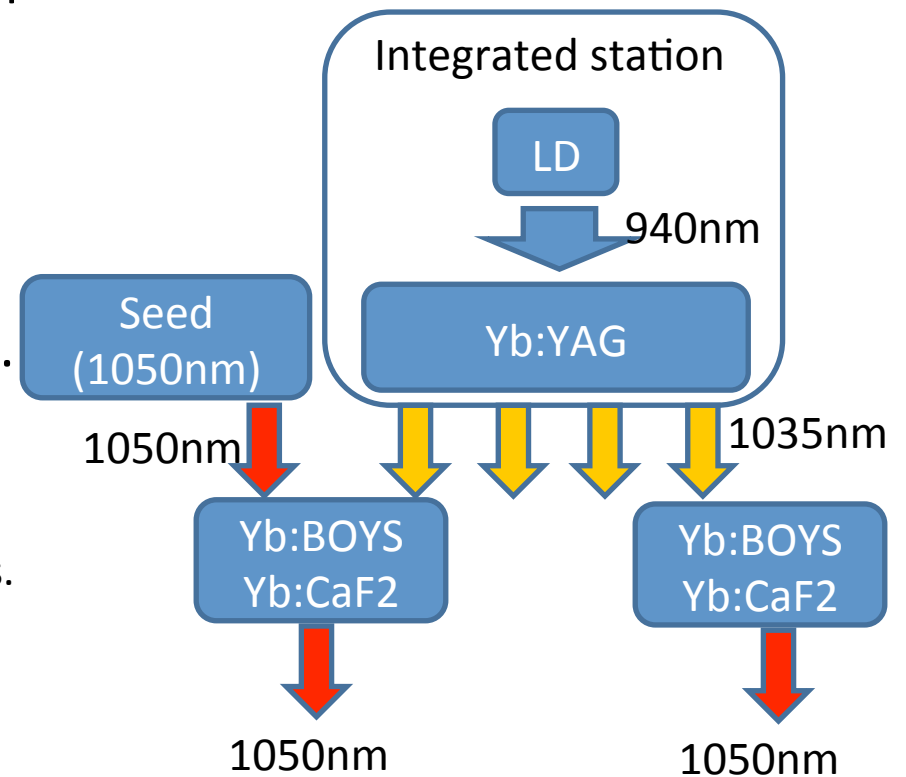 Integrated station
LD
940nm
Seed
(1050nm)
Yb:YAG
1050nm
1035nm
Yb:BOYS
Yb:CaF2
Yb:BOYS
Yb:CaF2
1050nm
1050nm